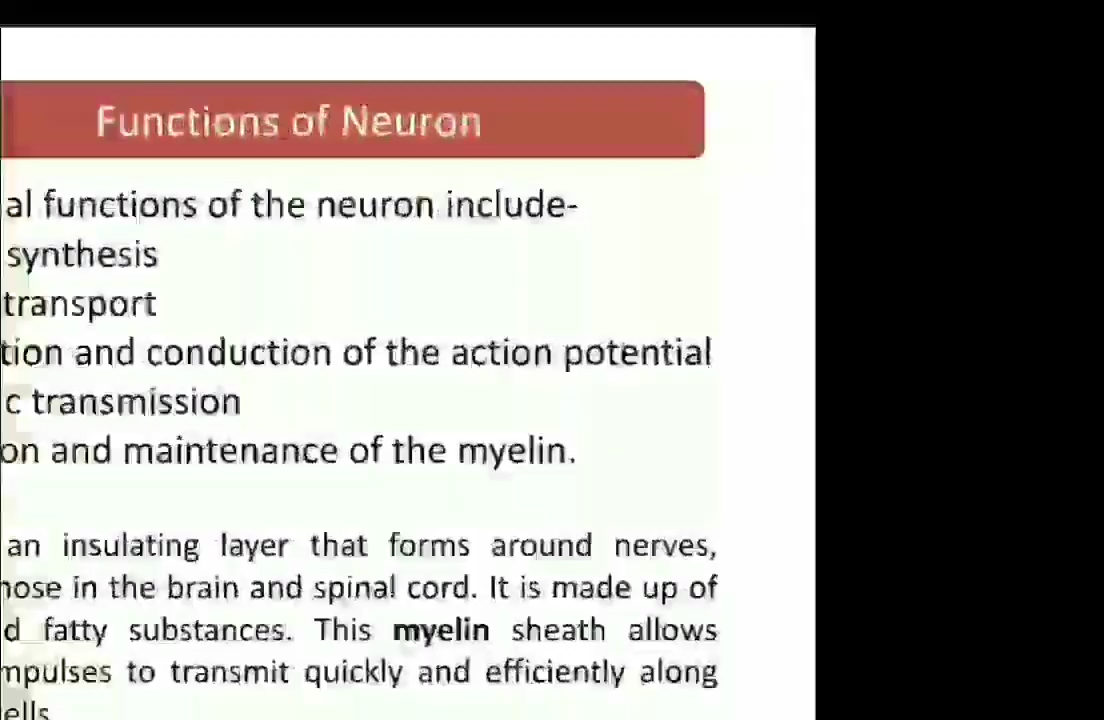 Functions of Neuron
al functions of the neuron include-
synthesis
transport
tion and conduction of the action potential
c transmission
on and maintenance of the myelin.
an insulating layer that forms around nerves,
hose in the brain and spinal cord. It is made up of
d fatty substances. This myelin sheath allows
mpulses to transmit quickly and efficiently along
ells